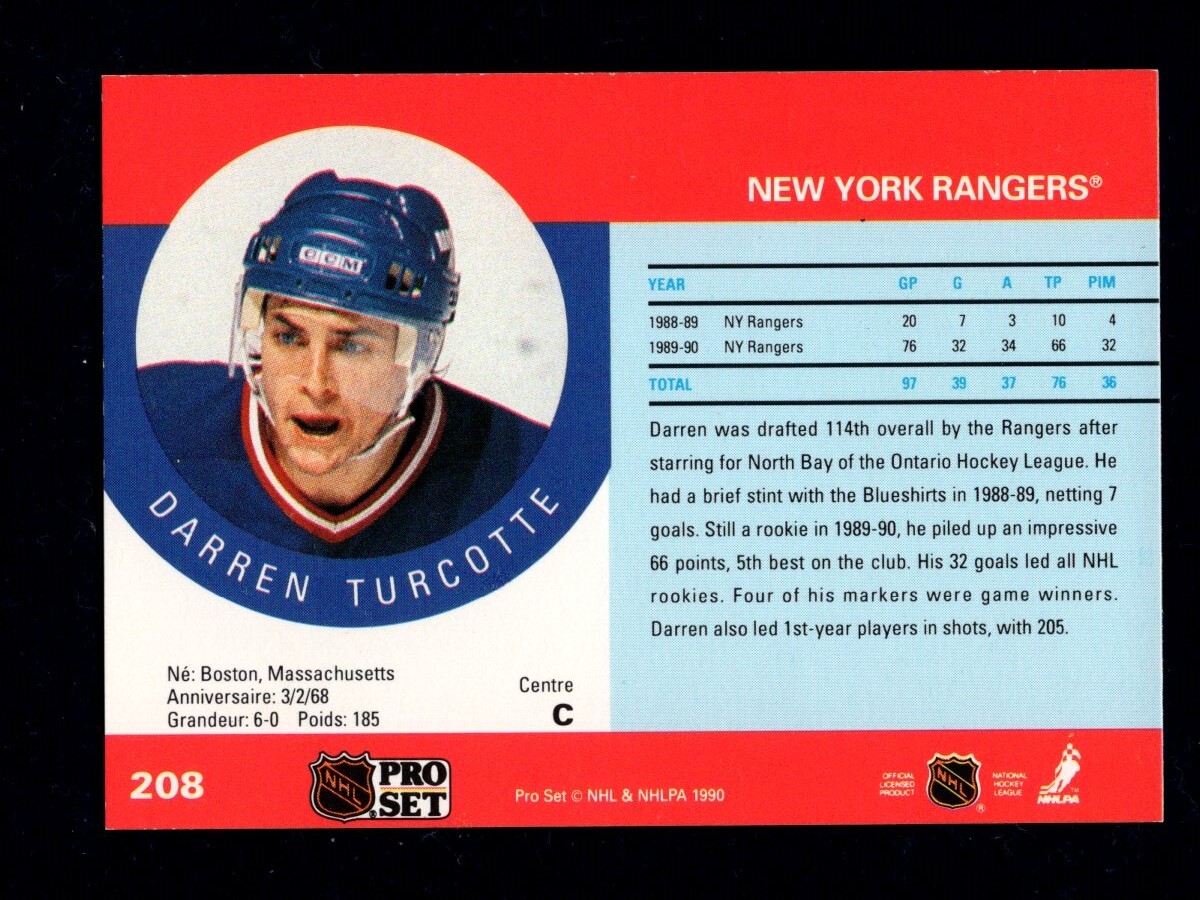 NEW YORK RANGERS®
CCM
DARREN TURCOTTE
YEAR GP G A TP PIM
1988-89 NY Rangers 20 7 3 10 4
1989-90 NY Rangers 76 32 34 66 32
TOTAL 97 39 37 76 36
Darren was drafted 114th overall by the Rangers after
starring for North Bay of the Ontario Hockey League. He
had a brief stint with the Blueshirts in 1988-89, netting 7
goals. Still a rookie in 1989-90, he piled up an impressive
66 points, 5th best on the club. His 32 goals led all NHL
rookies. Four of his markers were game winners.
Darren also led 1st-year players in shots, with 205.
Né: Boston, Massachusetts
Anniversaire: 3/2/68
Grandeur: 6-0 Poids: 185
Centre
C
208
NHL
PRO
SET
®
Pro Set © NHL & NHLPA 1990
OFFICIAL
LICENSED
PRODUCT
NHL
®
NATIONAL
HOCKEY
LEAGUE
NHLPA
™